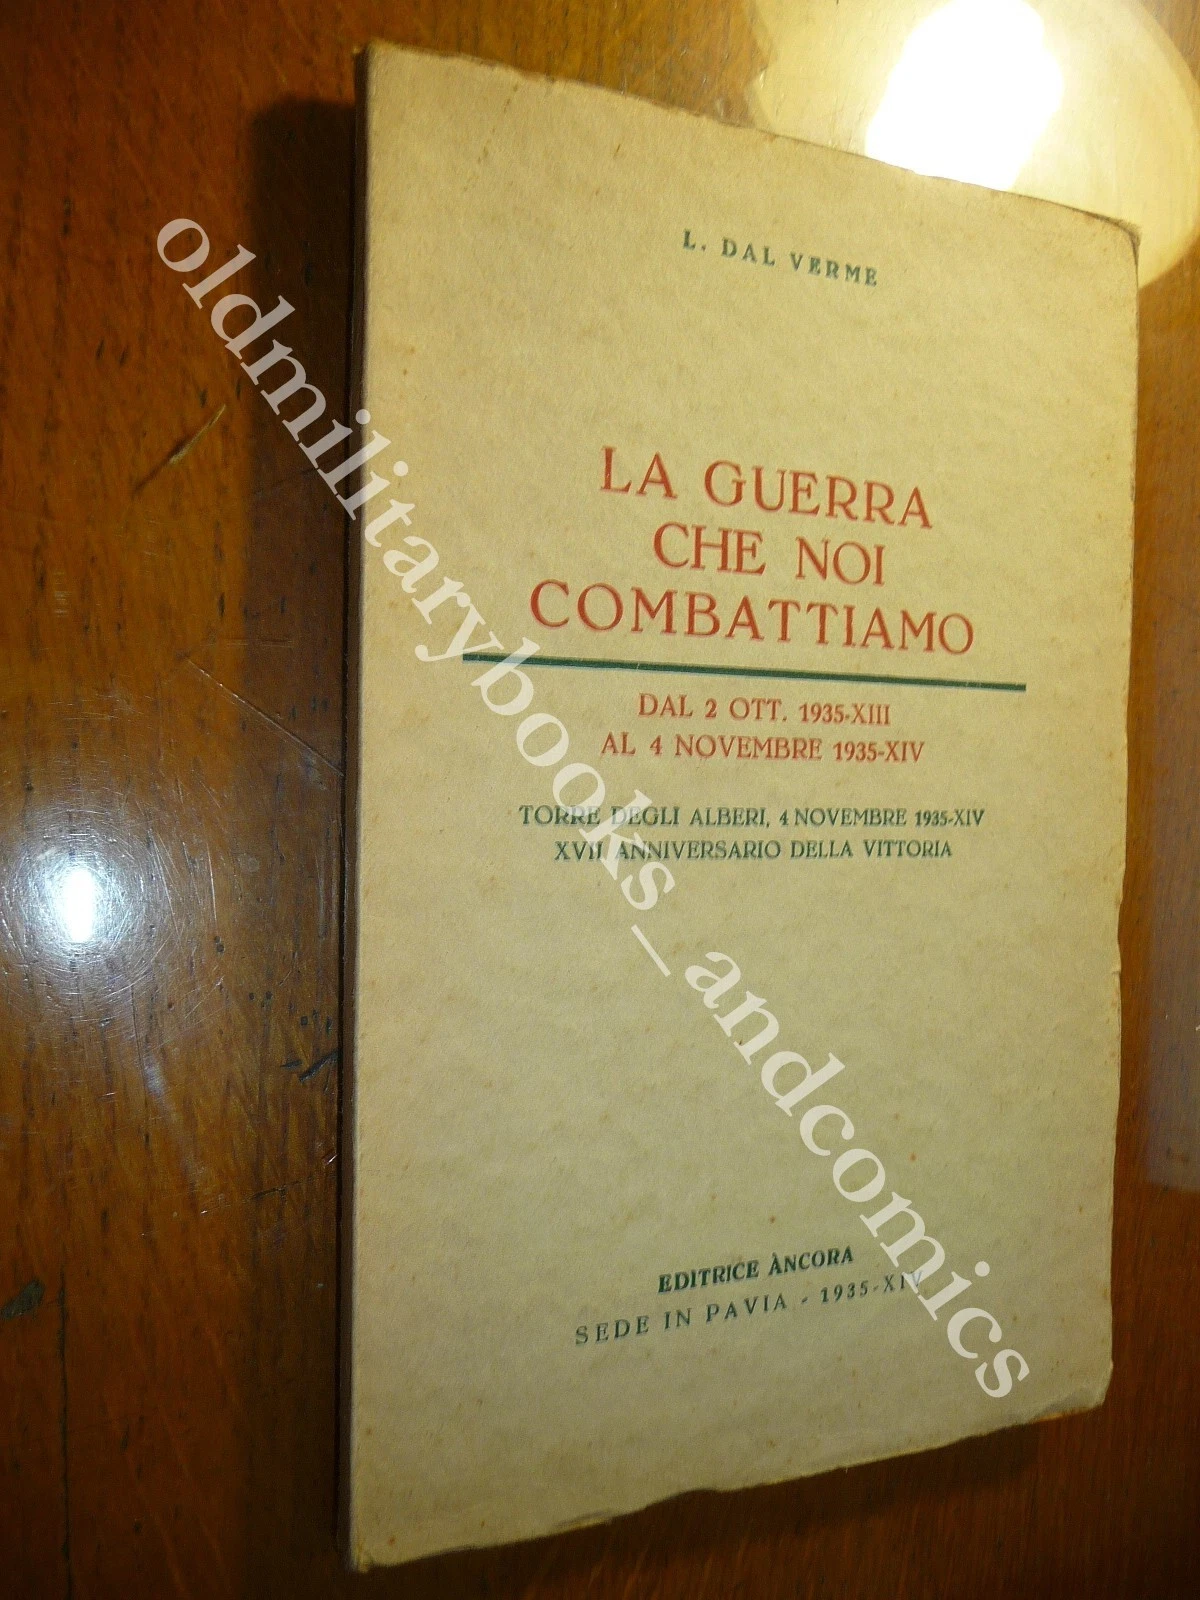 L. DAL VERME
LA GUERRA
CHE NOI
COMBATTIAMO
DAL 2 OTT. 1935-XIII
AL 4 NOVEMBRE 1935-XIV
TORRE DEGLI ALBERI, 4 NOVEMBRE 1935-XIV
XVII ANNIVERSARIO DELLA VITTORIA
EDITRICE ÀNCORA
SEDE IN PAVIA - 1935-XIV
oldmilitarybooks_andcomics